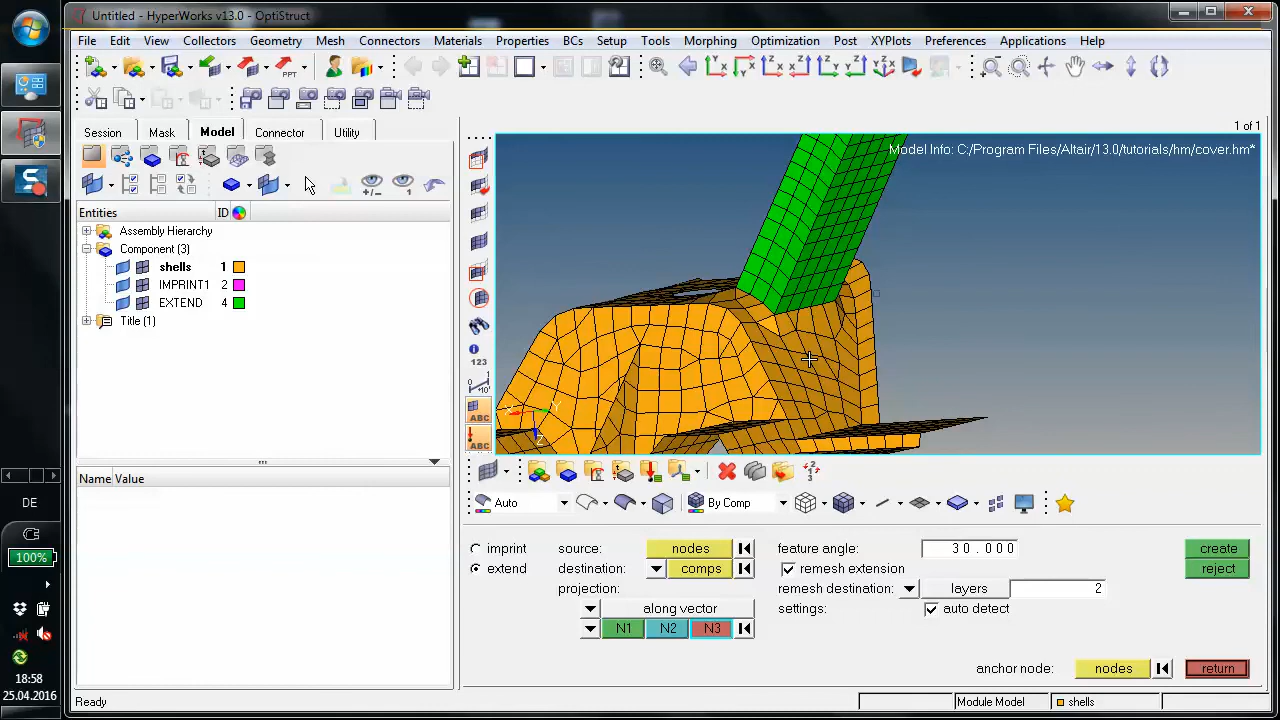 Untitled - HyperWorks v13.0 - OptiStruct
File Edit View Collectors Geometry Mesh Connectors Materials Properties BCs Setup Tools Morphing Optimization Post XYPlots Preferences Applications Help
Session Mask Model Connector Utility
1 of 1
Model Info: C:/Program Files/Altair/13.0/tutorials/hm/cover.hm*
Entities ID
Assembly Hierarchy
Component (3)
shells 1
IMPRINT1 2
EXTEND 4
Title (1)
123
ABC
ABC
Y
Z
Name Value
Auto
By Comp
imprint
extend
source: nodes
destination: comps
projection:
along vector
N1 N2 N3
feature angle: 30.000
remesh extension
remesh destination: layers 2
settings: auto detect
create
reject
anchor node: nodes return
Ready
Module Model
shells
DE
100%
18:58
25.04.2016